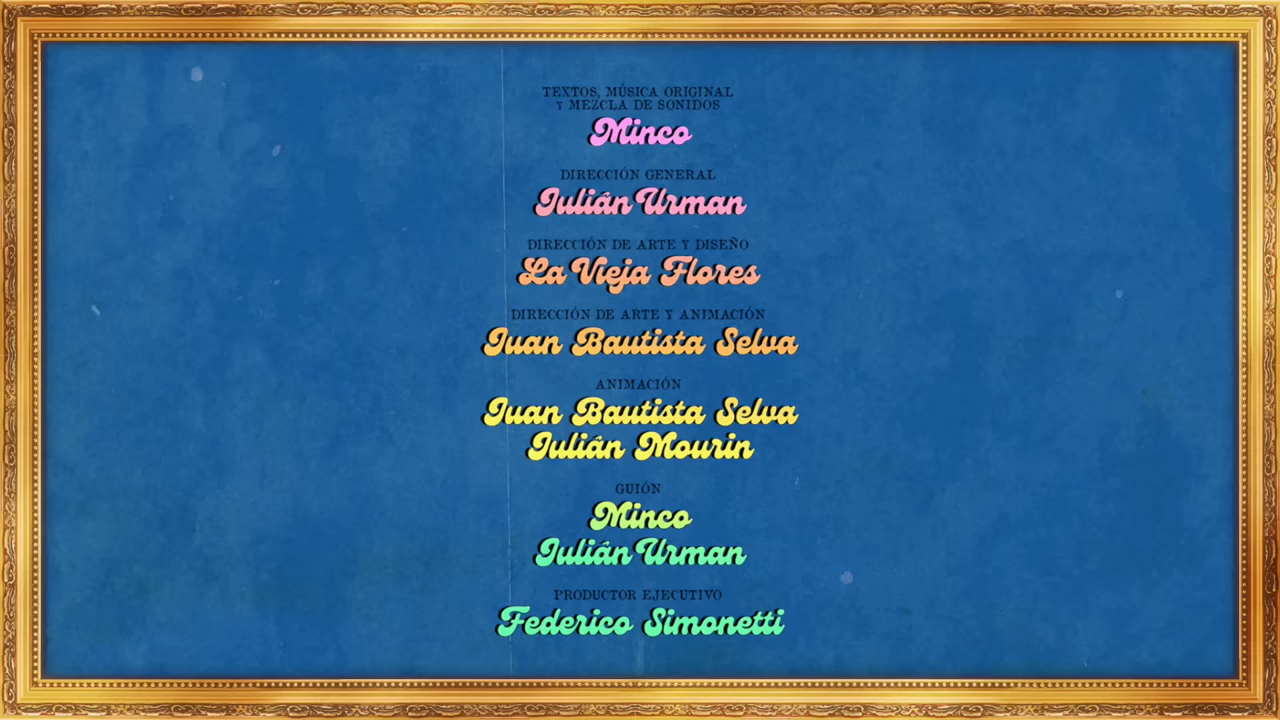 TEXTOS, MÚSICA ORIGINAL
Y MEZCLA DE SONIDOS
Minco
DIRECCIÓN GENERAL
Julián Urman
DIRECCIÓN DE ARTE Y DISEÑO
La Vieja Flores
DIRECCIÓN DE ARTE Y ANIMACIÓN
Juan Bautista Selva
ANIMACIÓN
Juan Bautista Selva
Julián Mourin
GUIÓN
Minco
Julián Urman
PRODUCTOR EJECUTIVO
Federico Simonetti